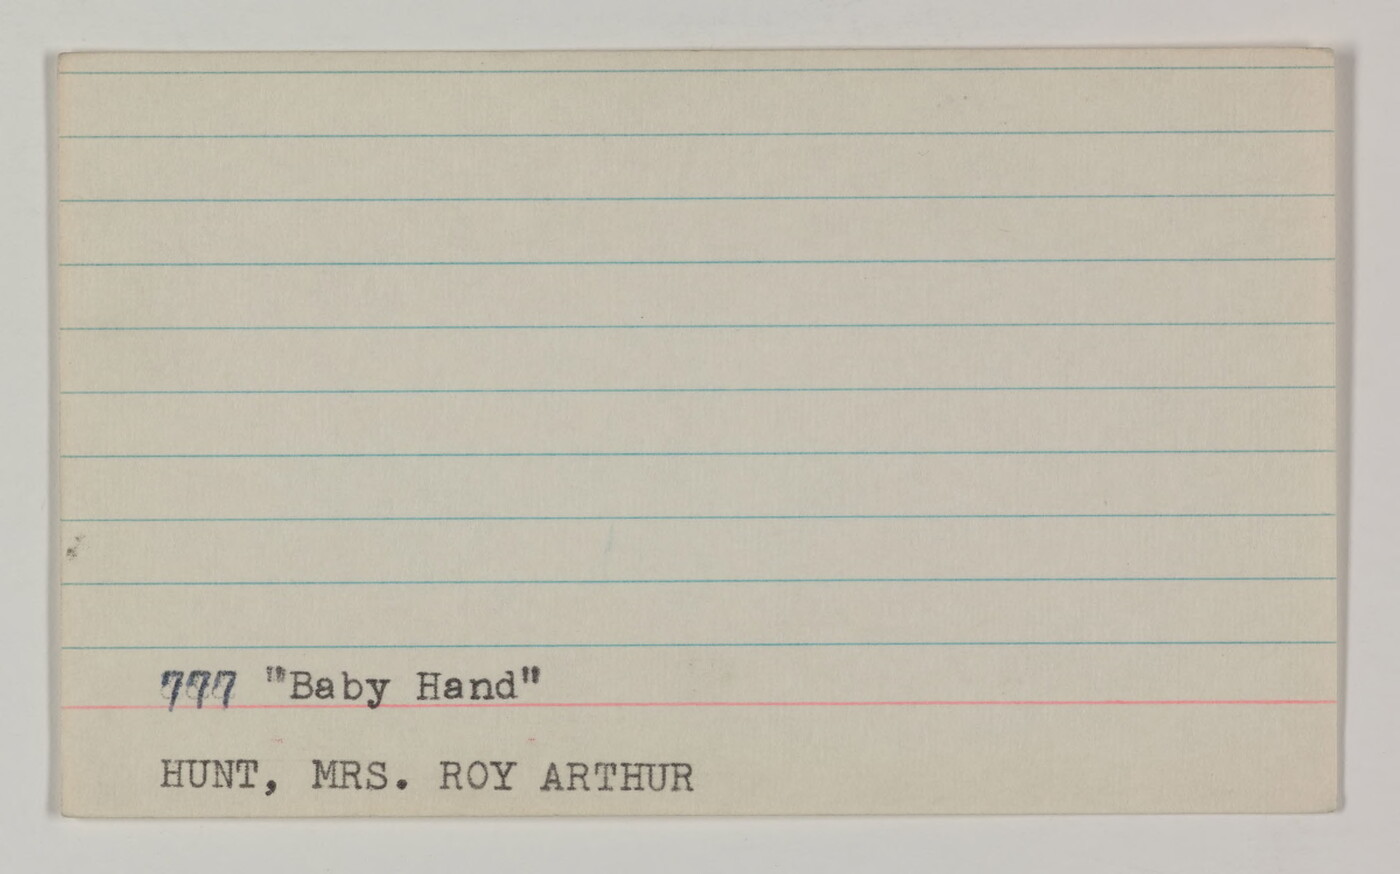 777 "Baby Hand"
HUNT, MRS. ROY ARTHUR